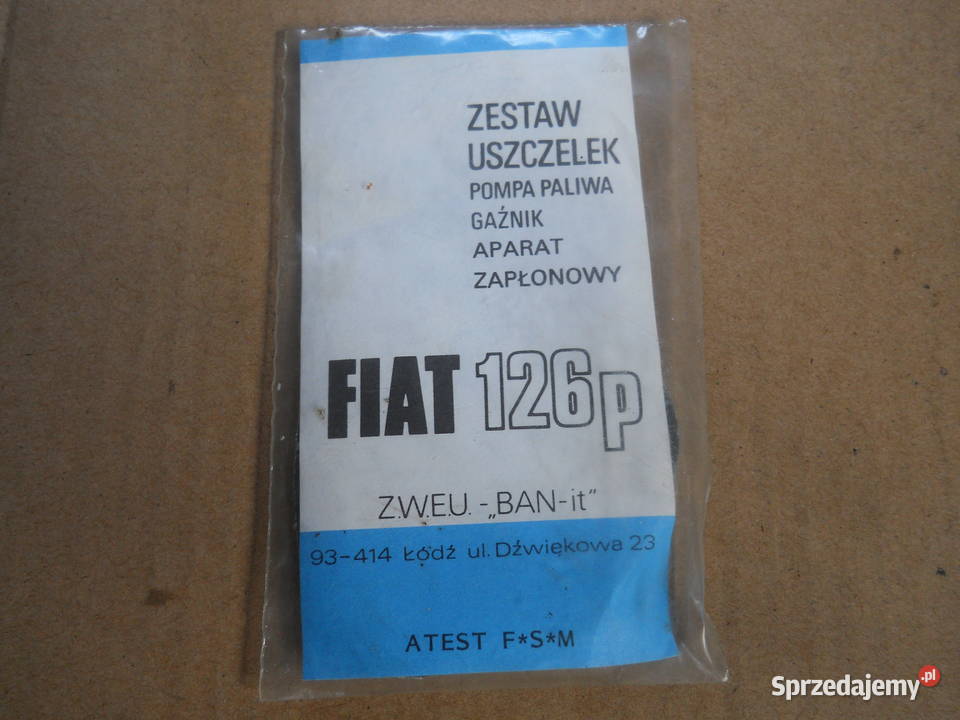 ZESTAW
USZCZELEK
POMPA PALIWA
GAŹNIK
APARAT
ZAPŁONOWY
FIAT 126p
Z.W.E.U. -„BAN-it”
93-414 Łódź ul. Dźwiękowa 23
ATEST F*S*M
Sprzedajemy.pl